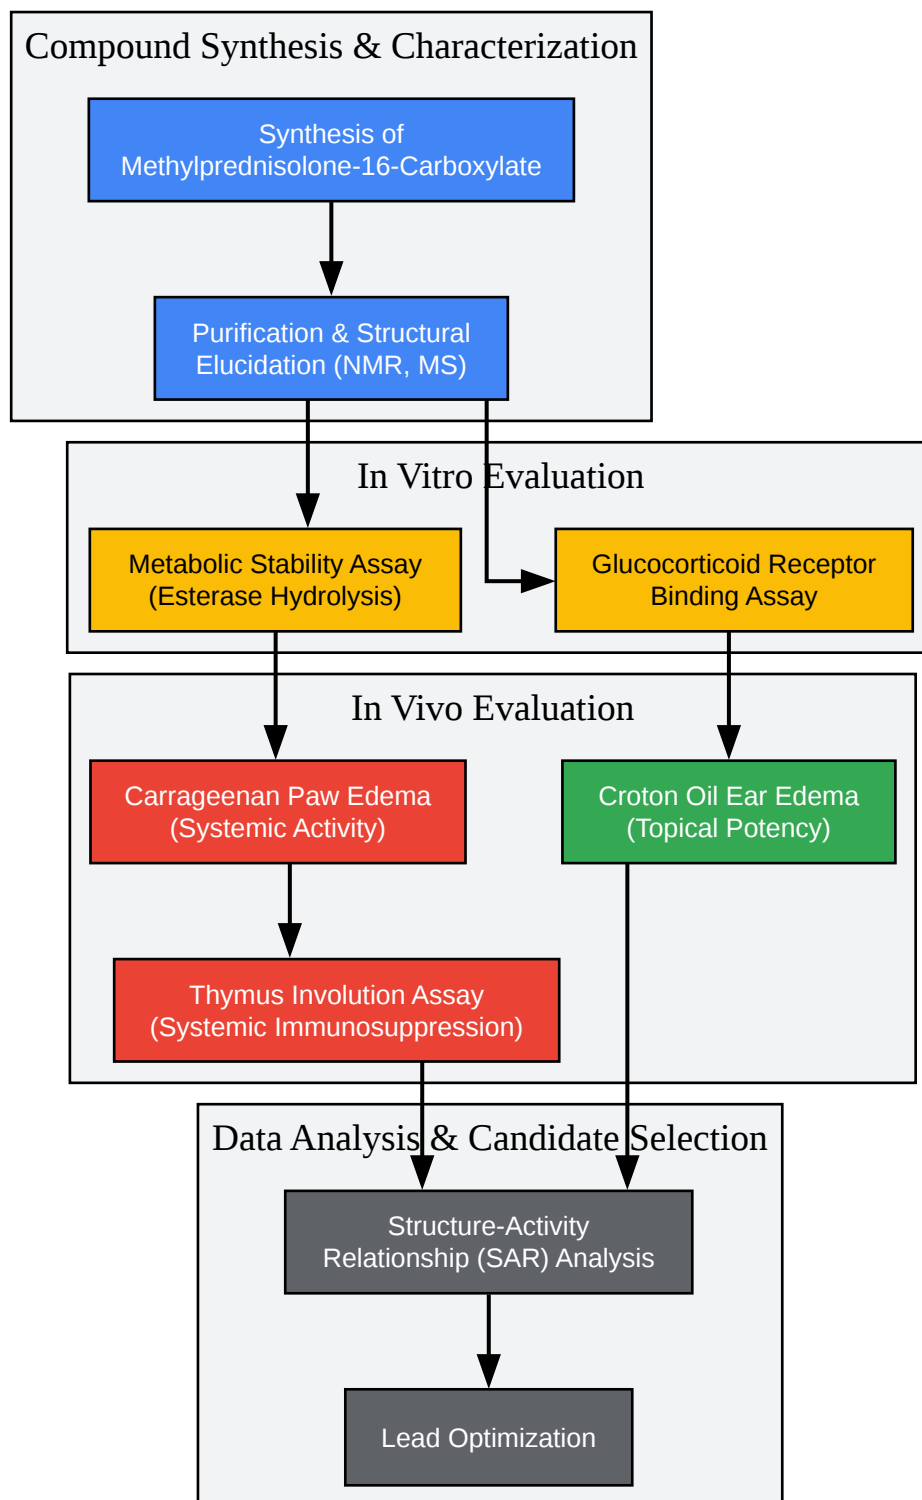 Compound Synthesis & Characterization
Synthesis of
Methylprednisolone-16-Carboxylate
Purification & Structural
Elucidation (NMR, MS)
In Vitro Evaluation
Metabolic Stability Assay
(Esterase Hydrolysis)
Glucocorticoid Receptor
Binding Assay
In Vivo Evaluation
Carrageenan Paw Edema
(Systemic Activity)
Croton Oil Ear Edema
(Topical Potency)
Thymus Involution Assay
(Systemic Immunosuppression)
Data Analysis & Candidate Selection
Structure-Activity
Relationship (SAR) Analysis
Lead Optimization